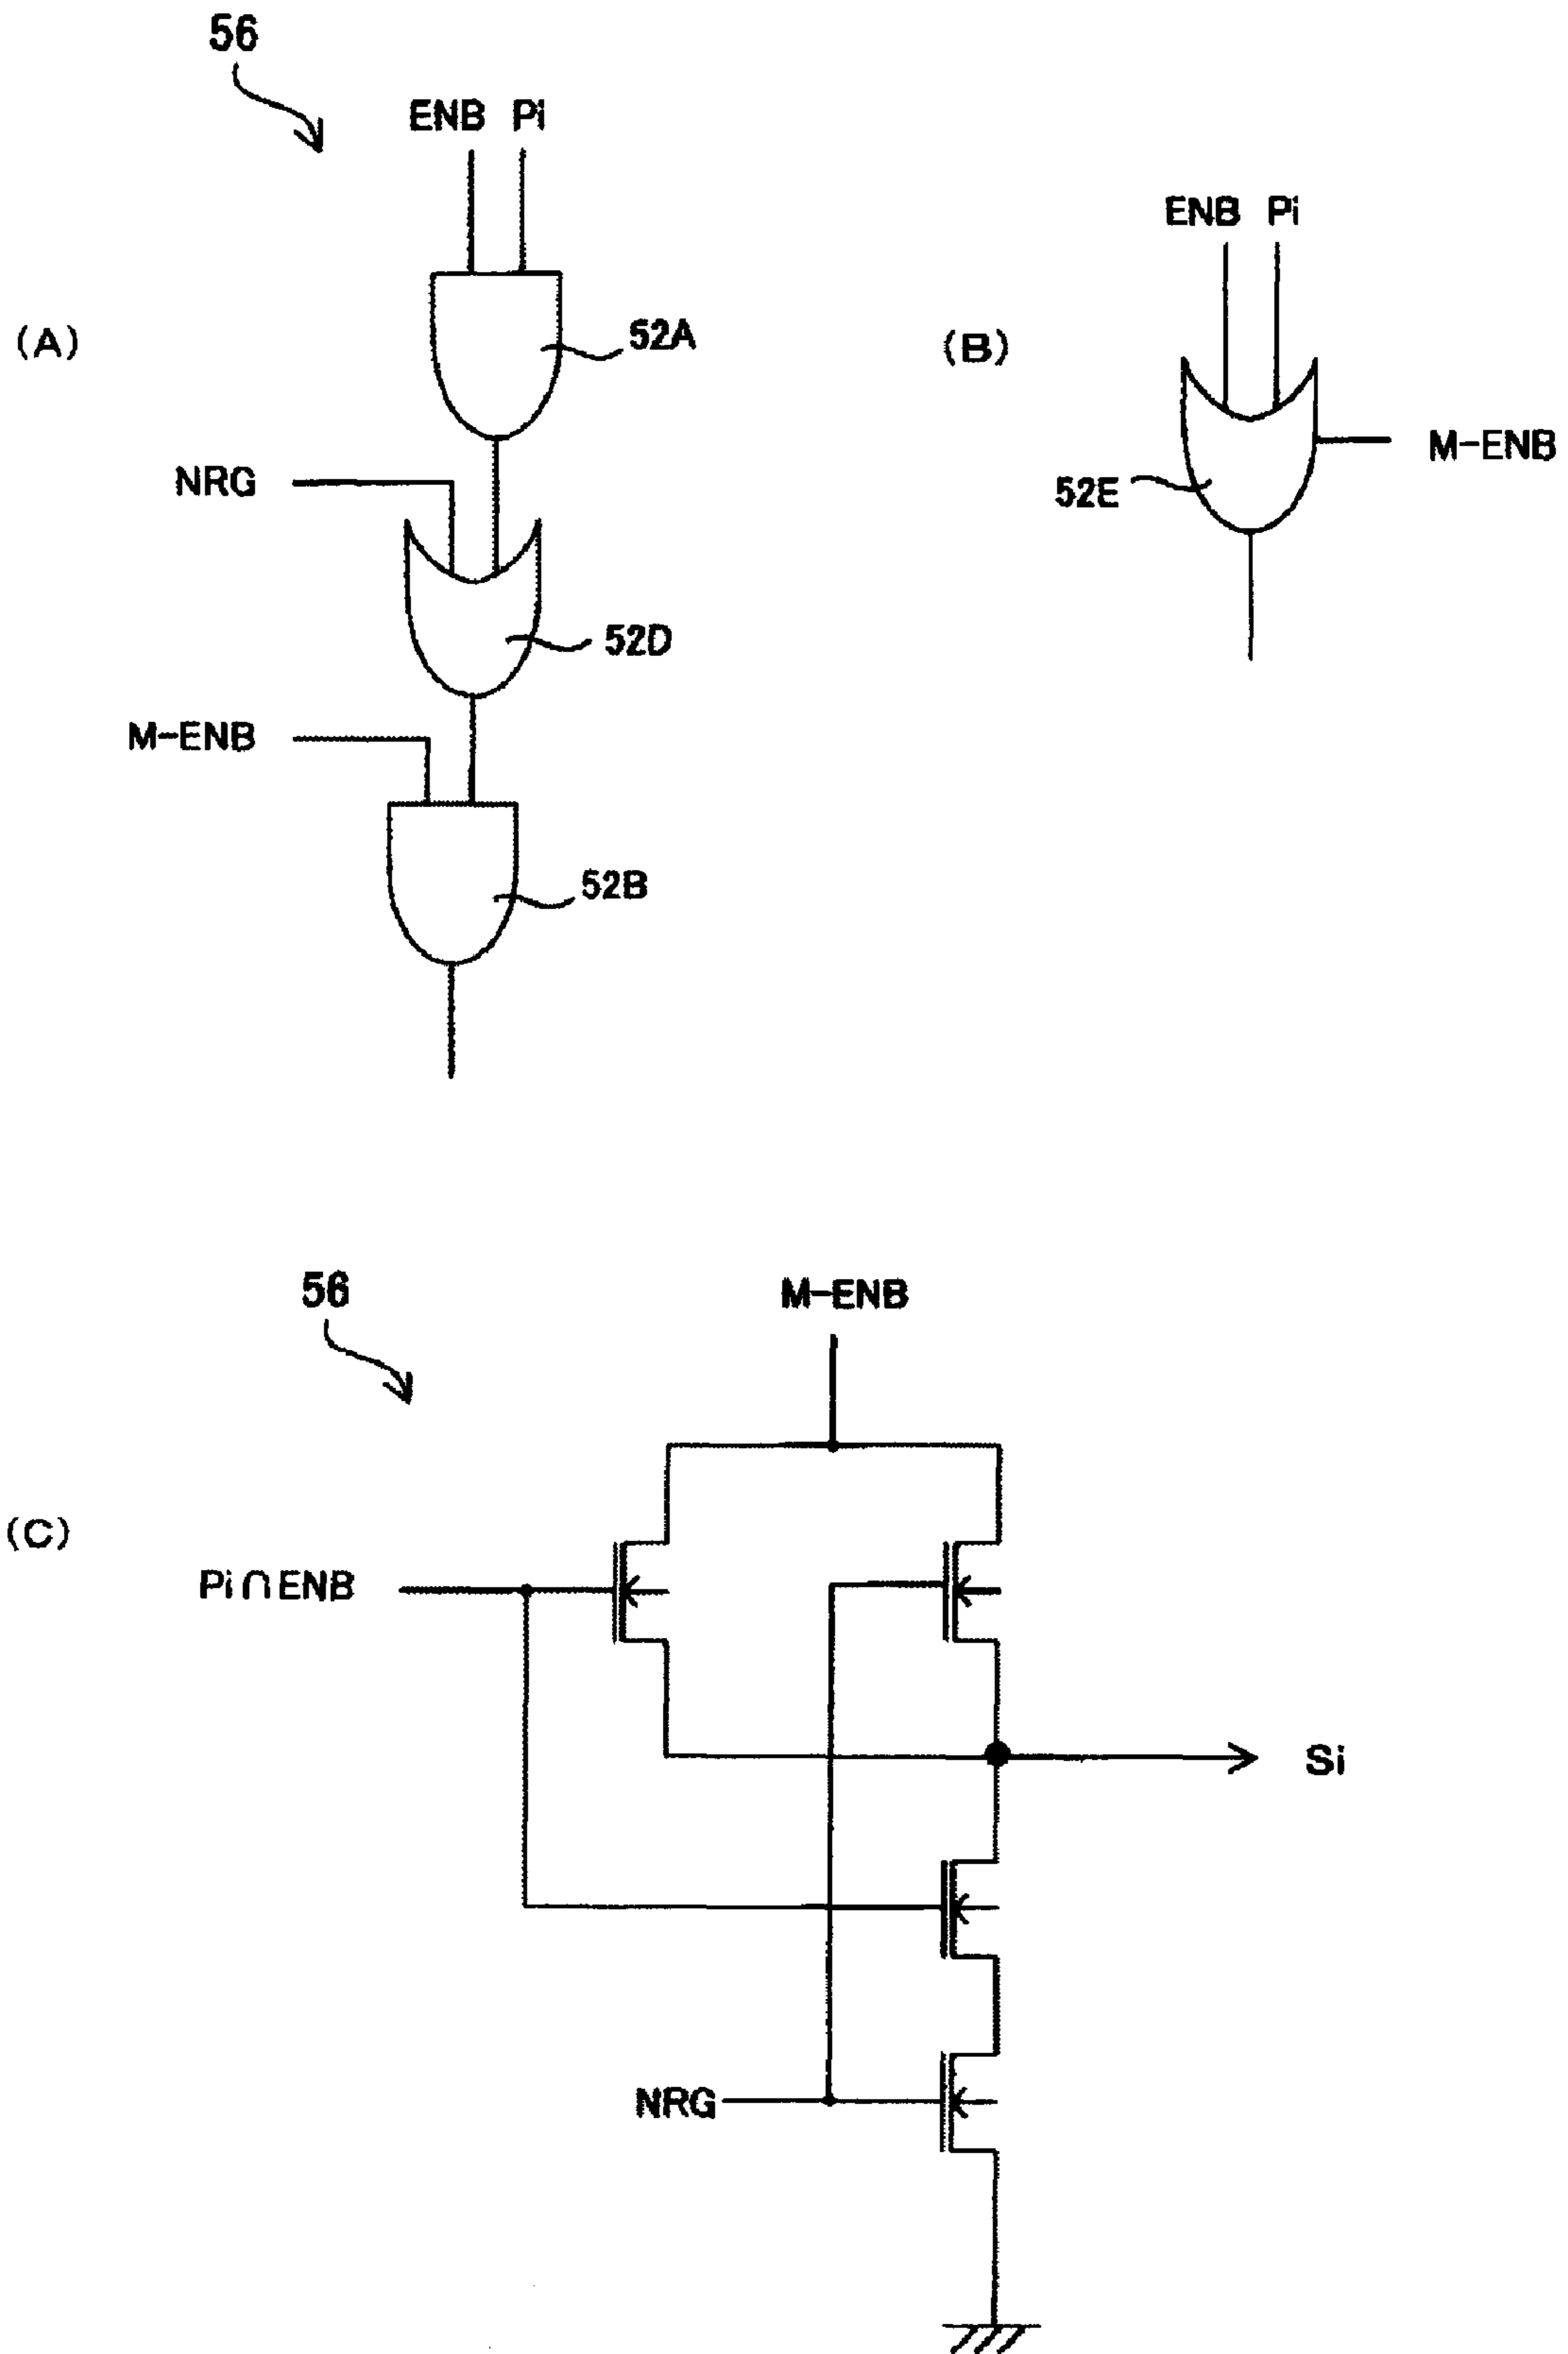 56
ENB Pi
(A)
52A
NRG
52D
M-ENB
52B
ENB Pi
(B)
M-ENB
52E
56
M-ENB
(C)
Pi∩ENB
Si
NRG